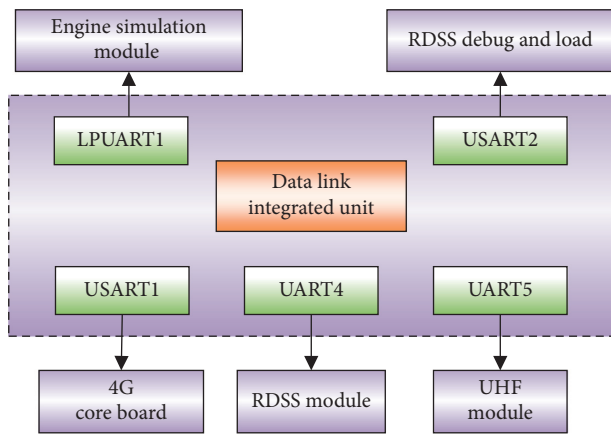 Engine simulation
module
RDSS debug and load
LPUART1
USART2
Data link
integrated unit
USART1
UART4
UART5
4G
core board
RDSS module
UHF
module